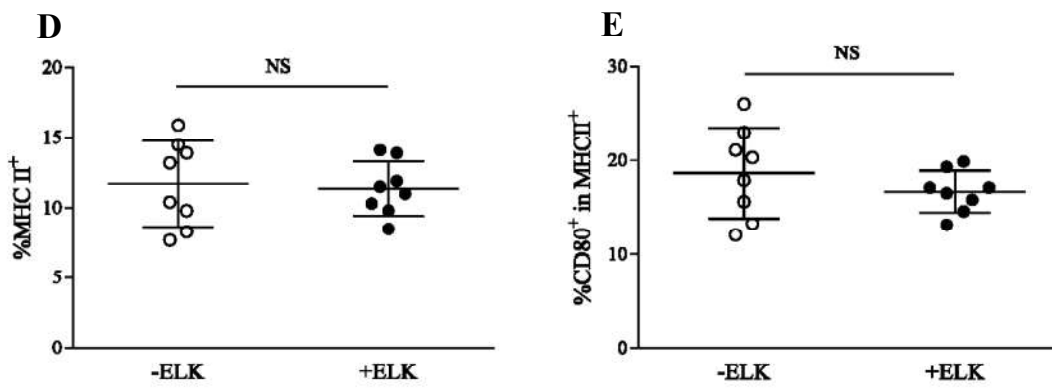 D
%MHC II⁺
20
15
10
5
0
NS
-ELK
+ELK
E
%CD80⁺ in MHCII⁺
30
20
10
0
NS
-ELK
+ELK